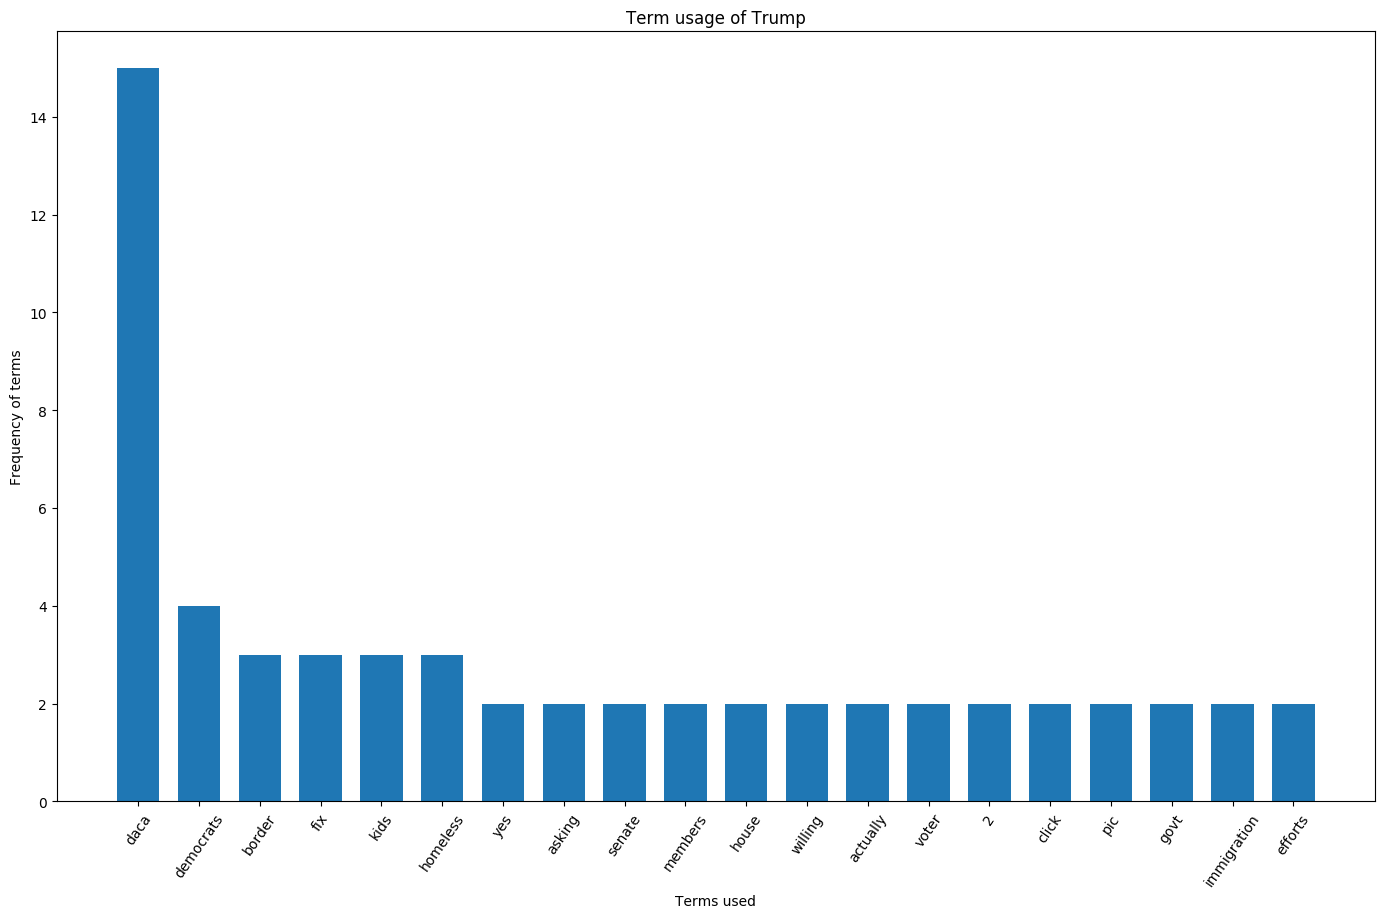 Term usage of Trump
Frequency of terms
14
12
10
8
6
4
2
0
daca
democrats
border
fix
kids
homeless
yes
asking
senate
members
house
willing
actually
voter
2
click
pic
govt
immigration
efforts
Terms used